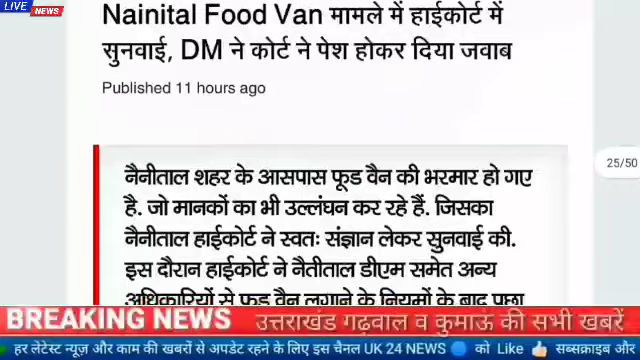 LIVE
NEWS
Nainital Food Van मामले में हाईकोर्ट में
सुनवाई, DM ने कोर्ट ने पेश होकर दिया जवाब
Published 11 hours ago
25/50
नैनीताल शहर के आसपास फूड वैन की भरमार हो गए
है. जो मानकों का भी उल्लंघन कर रहे हैं. जिसका
नैनीताल हाईकोर्ट ने स्वतः संज्ञान लेकर सुनवाई की.
इस दौरान हाईकोर्ट ने नैतीताल डीएम समेत अन्य
अधिकारियों से फूड वैन लगाने के नियमों के बाद पूछा
BREAKING NEWS उत्तराखंड गढ़वाल व कुमाऊं की सभी खबरें
हर लेटेस्ट न्यूज़ और काम की खबरों से अपडेट रहने के लिए इस चैनल UK 24 NEWS 🔵 को Like 👍 सब्सक्राइब और